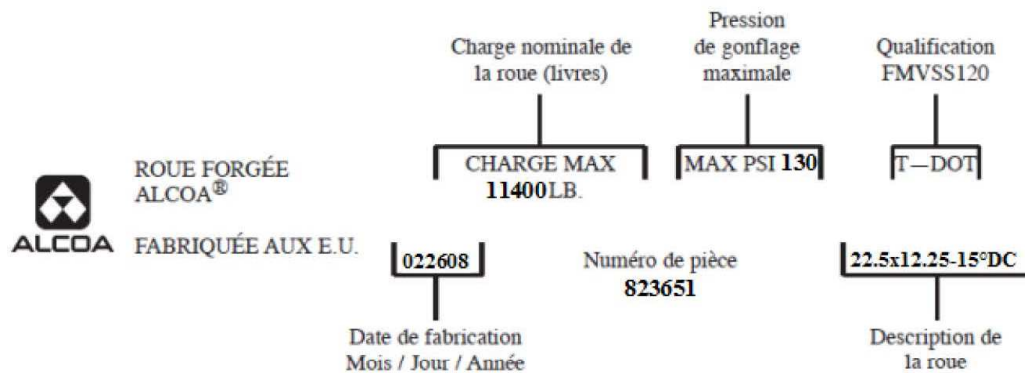 Charge nominale de
la roue (livres)
Pression
de gonflage
maximale
Qualification
FMVSS120
ROUE FORGÉE
ALCOA®
CHARGE MAX
11400LB.
MAX PSI 130
T—DOT
ALCOA
FABRIQUÉE AUX E.U.
022608
Numéro de pièce
823651
22.5x12.25-15°DC
Date de fabrication
Mois / Jour / Année
Description de
la roue